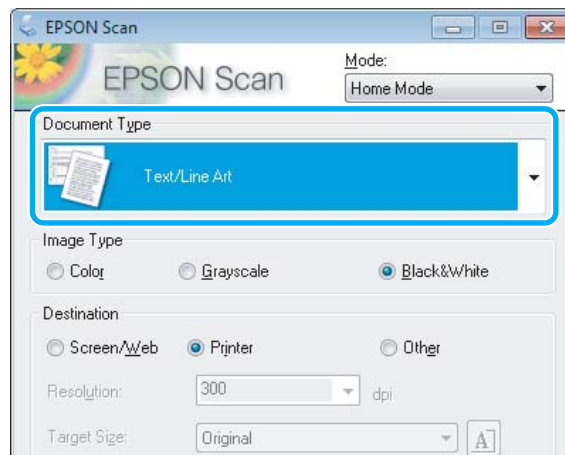 EPSON Scan
EPSON Scan
Mode:
Home Mode
Document Type
Text/Line Art
Image Type
Color Grayscale Black&White
Destination
Screen/Web Printer Other
Resolution: 300 dpi
Target Size: Original A